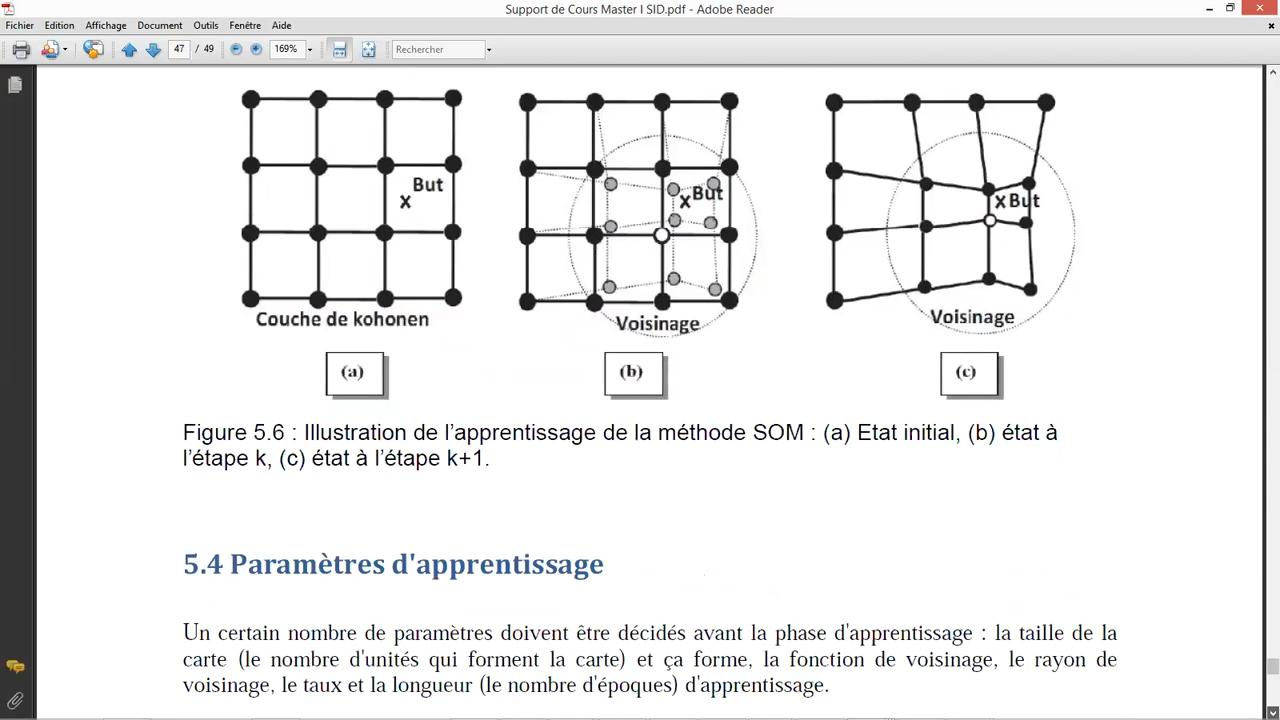 Support de Cours Master I SID.pdf - Adobe Reader
Fichier Edition Affichage Document Outils Fenêtre Aide
47 / 49 169% Rechercher
But
x
Couche de kohonen
(a)
x But
Voisinage
(b)
x But
Voisinage
(c)
Figure 5.6 : Illustration de l'apprentissage de la méthode SOM : (a) Etat initial, (b) état à
l'étape k, (c) état à l'étape k+1.
5.4 Paramètres d'apprentissage
Un certain nombre de paramètres doivent être décidés avant la phase d'apprentissage : la taille de la
carte (le nombre d'unités qui forment la carte) et ça forme, la fonction de voisinage, le rayon de
voisinage, le taux et la longueur (le nombre d'époques) d'apprentissage.